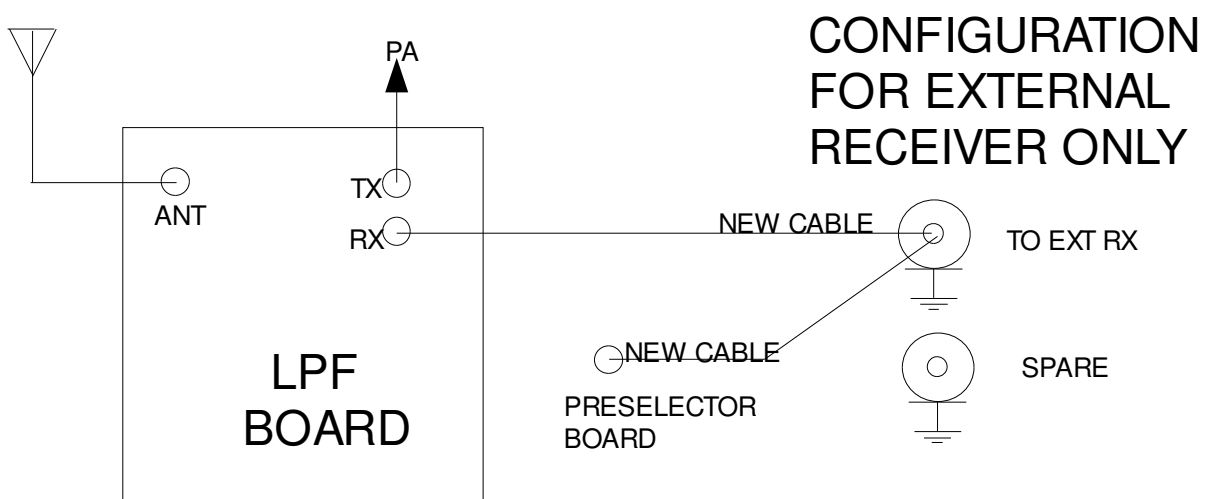 CONFIGURATION
FOR EXTERNAL
RECEIVER ONLY
PA
TX
ANT
RX
NEW CABLE
TO EXT RX
NEW CABLE
SPARE
LPF
BOARD
PRESELECTOR
BOARD